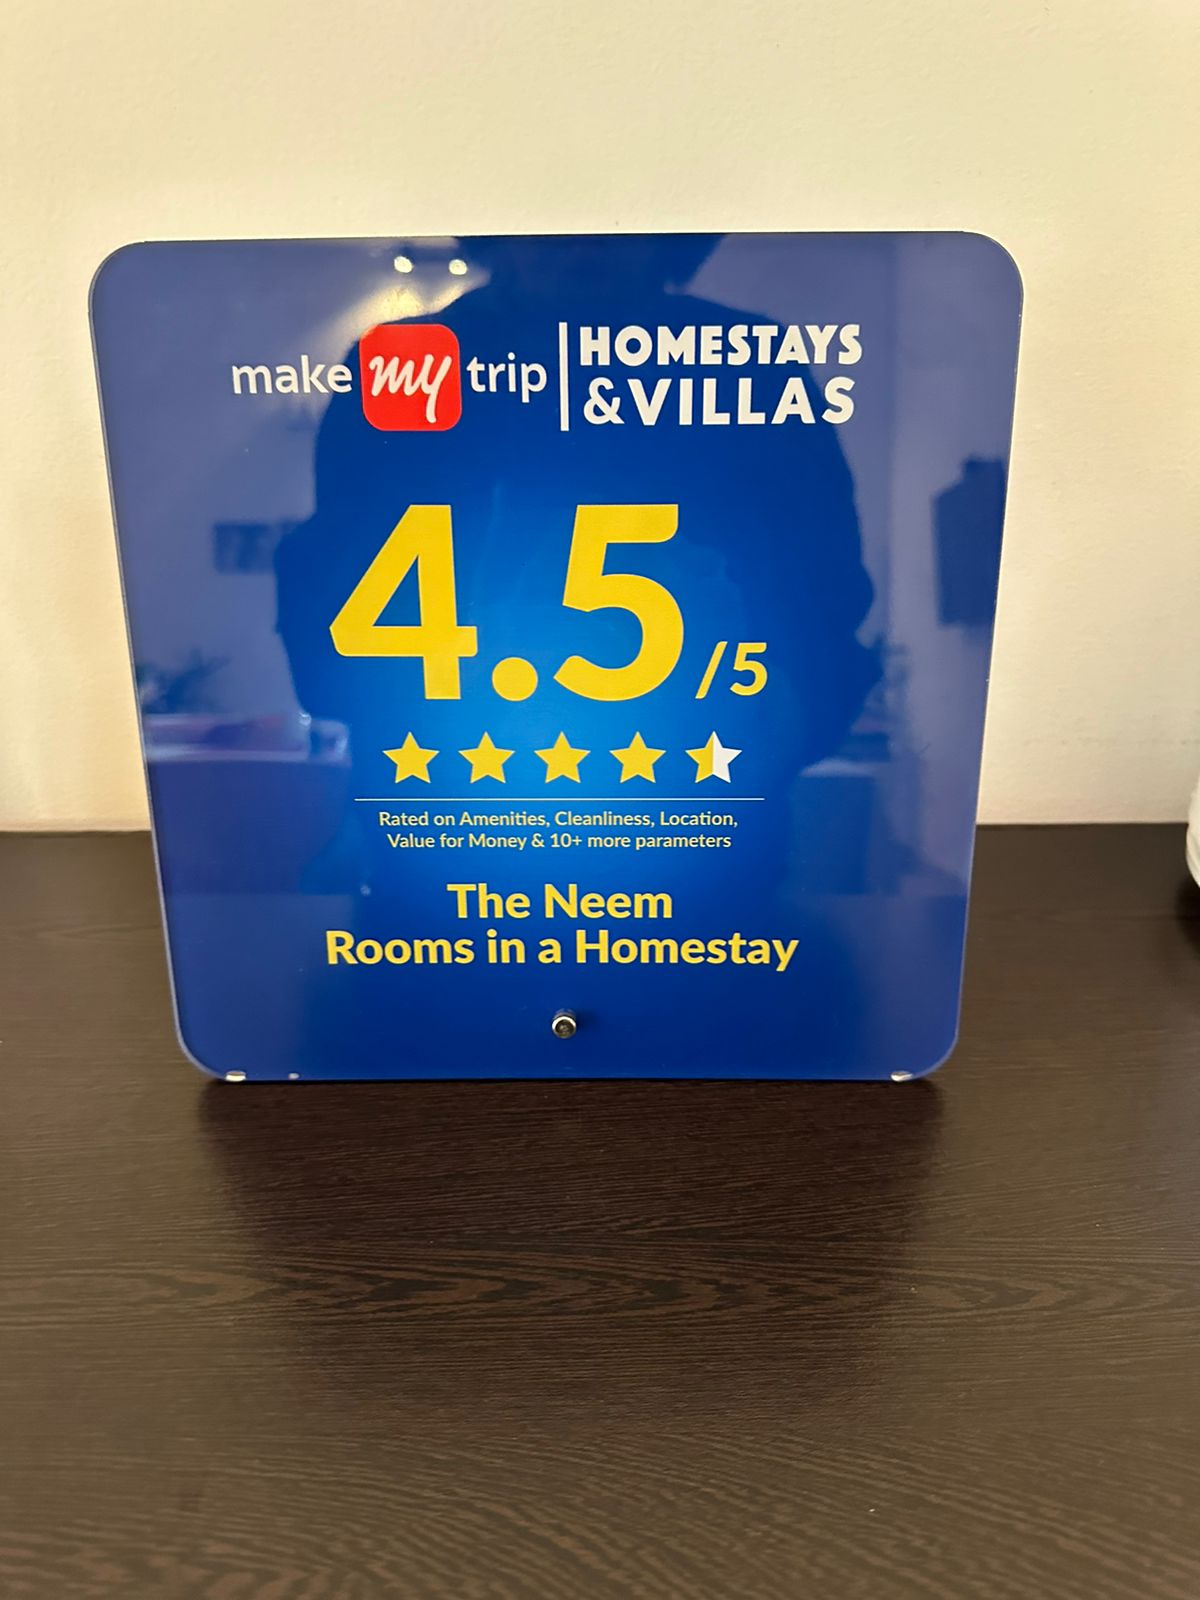 make my trip | HOMESTAYS
&VILLAS
4.5/5
Rated on Amenities, Cleanliness, Location,
Value for Money & 10+ more parameters
The Neem
Rooms in a Homestay